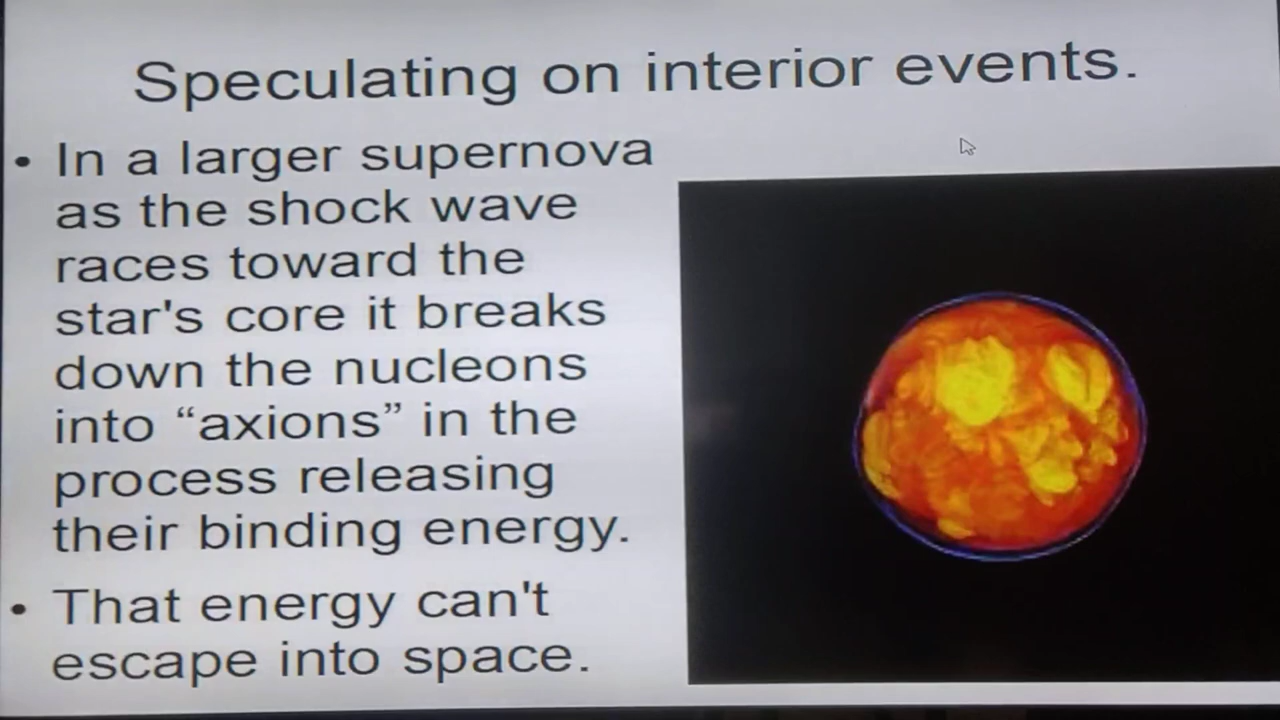 Speculating on interior events.
• In a larger supernova
as the shock wave
races toward the
star's core it breaks
down the nucleons
into “axions” in the
process releasing
their binding energy.
• That energy can't
escape into space.